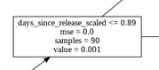 days_since_release_scaled <= 0.89
mse = 0.0
samples = 90
value = 0.001